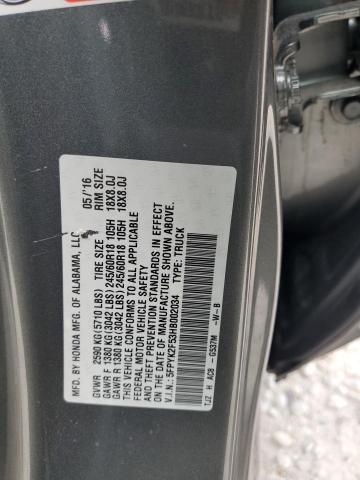 MFD. BY HONDA MFG. OF ALABAMA, LLC 05/'16
GVWR 2590 KG(5710 LBS) TIRE SIZE RIM SIZE
GAWR F 1380 KG(3042 LBS) 245/60R18 105H 18X8.0J
GAWR R 1380 KG(3042 LBS) 245/60R18 105H 18X8.0J
THIS VEHICLE CONFORMS TO ALL APPLICABLE
FEDERAL MOTOR VEHICLE SAFETY
AND THEFT PREVENTION STANDARDS IN EFFECT
ON THE DATE OF MANUFACTURE SHOWN ABOVE.
V.I.N.: 5FPYK2F53HB002034 TYPE: TRUCK
TJZ H AC8 -G537M -W-B